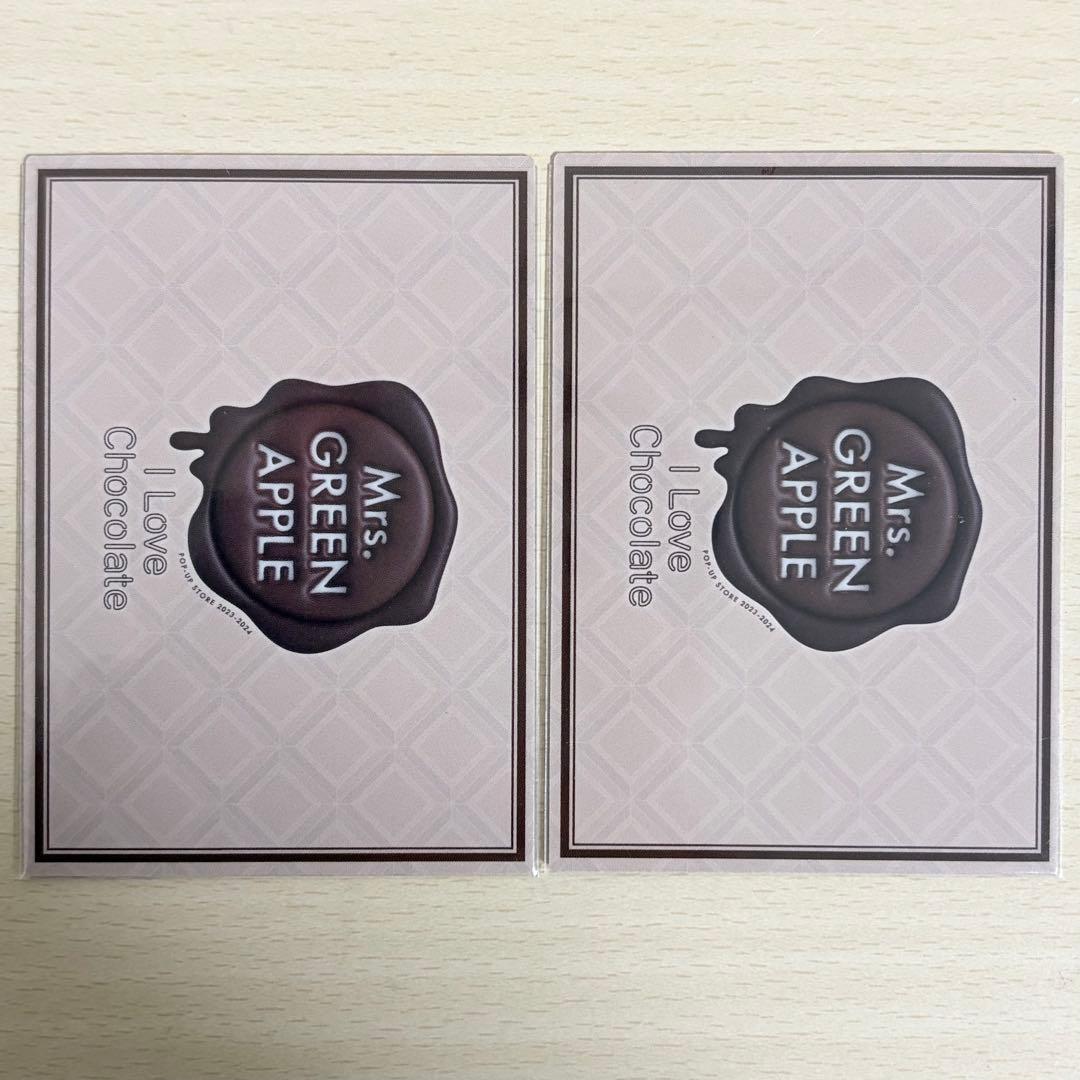 Mrs.
GREEN
APPLE
POP-UP STORE 2023-2024
I Love
Chocolate
Mrs.
GREEN
APPLE
POP-UP STORE 2023-2024
I Love
Chocolate